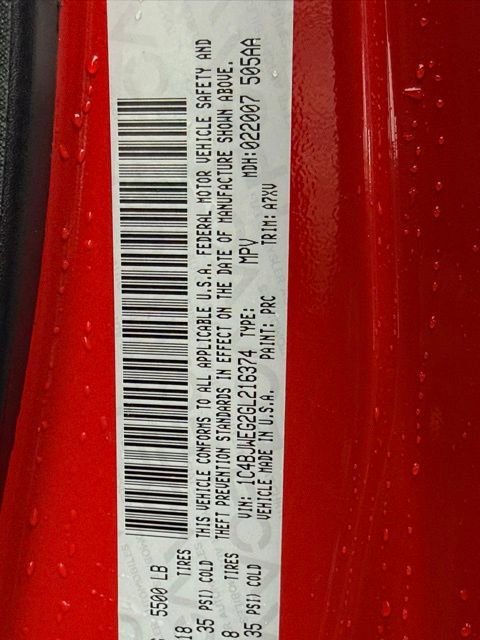 5500 LB
18 TIRES
35 PSI) COLD
8 TIRES
35 PSI) COLD
THIS VEHICLE CONFORMS TO ALL APPLICABLE U.S.A. FEDERAL MOTOR VEHICLE SAFETY AND
THEFT PREVENTION STANDARDS IN EFFECT ON THE DATE OF MANUFACTURE SHOWN ABOVE.
VIN: 1C4BJWEG2GL216374 TYPE: MPV MDH:022007 505AA
VEHICLE MADE IN U.S.A. PAINT: PRC TRIM: A7XV